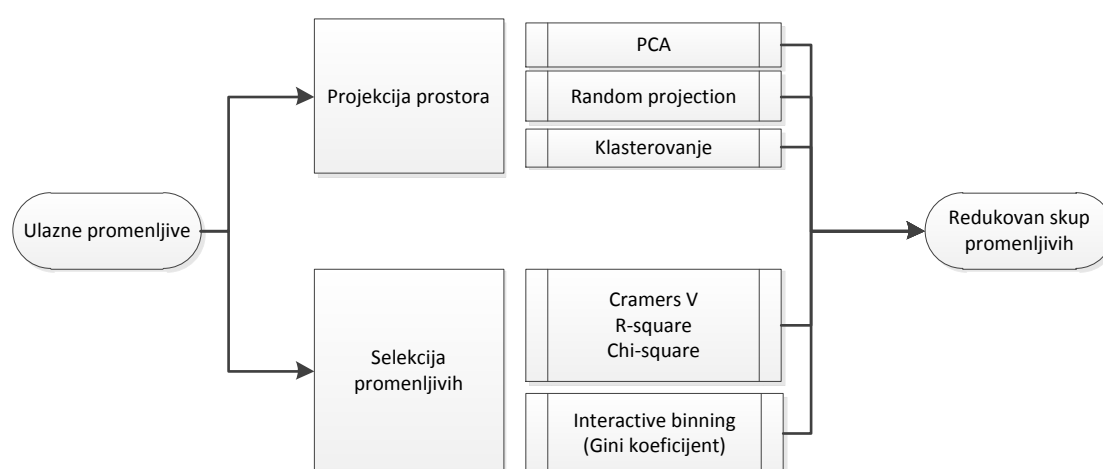 Ulazne promenljive
Projekcija prostora
PCA
Random projection
Klasterovanje
Selekcija
promenljivih
Cramers V
R-square
Chi-square
Interactive binning
(Gini koeficijent)
Redukovan skup
promenljivih